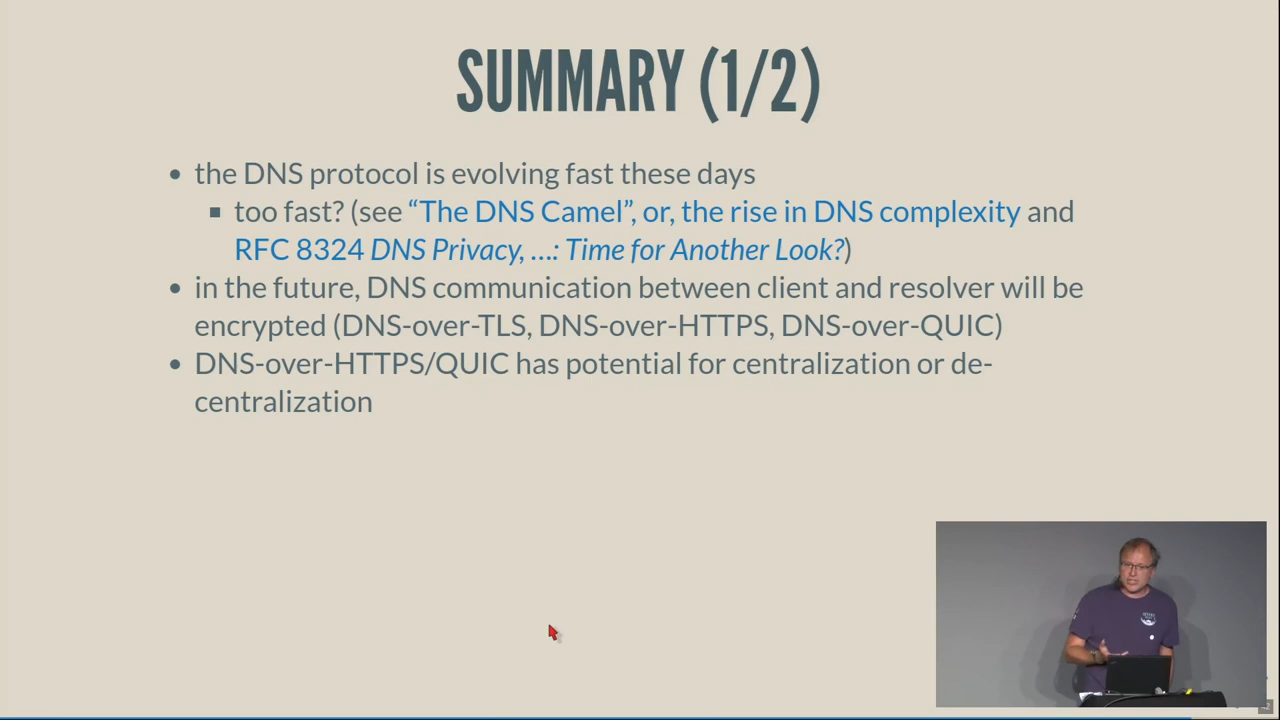 SUMMARY (1/2)
• the DNS protocol is evolving fast these days
▪ too fast? (see “The DNS Camel”, or, the rise in DNS complexity and
RFC 8324 DNS Privacy, …: Time for Another Look?)
• in the future, DNS communication between client and resolver will be
encrypted (DNS-over-TLS, DNS-over-HTTPS, DNS-over-QUIC)
• DNS-over-HTTPS/QUIC has potential for centralization or de-
centralization